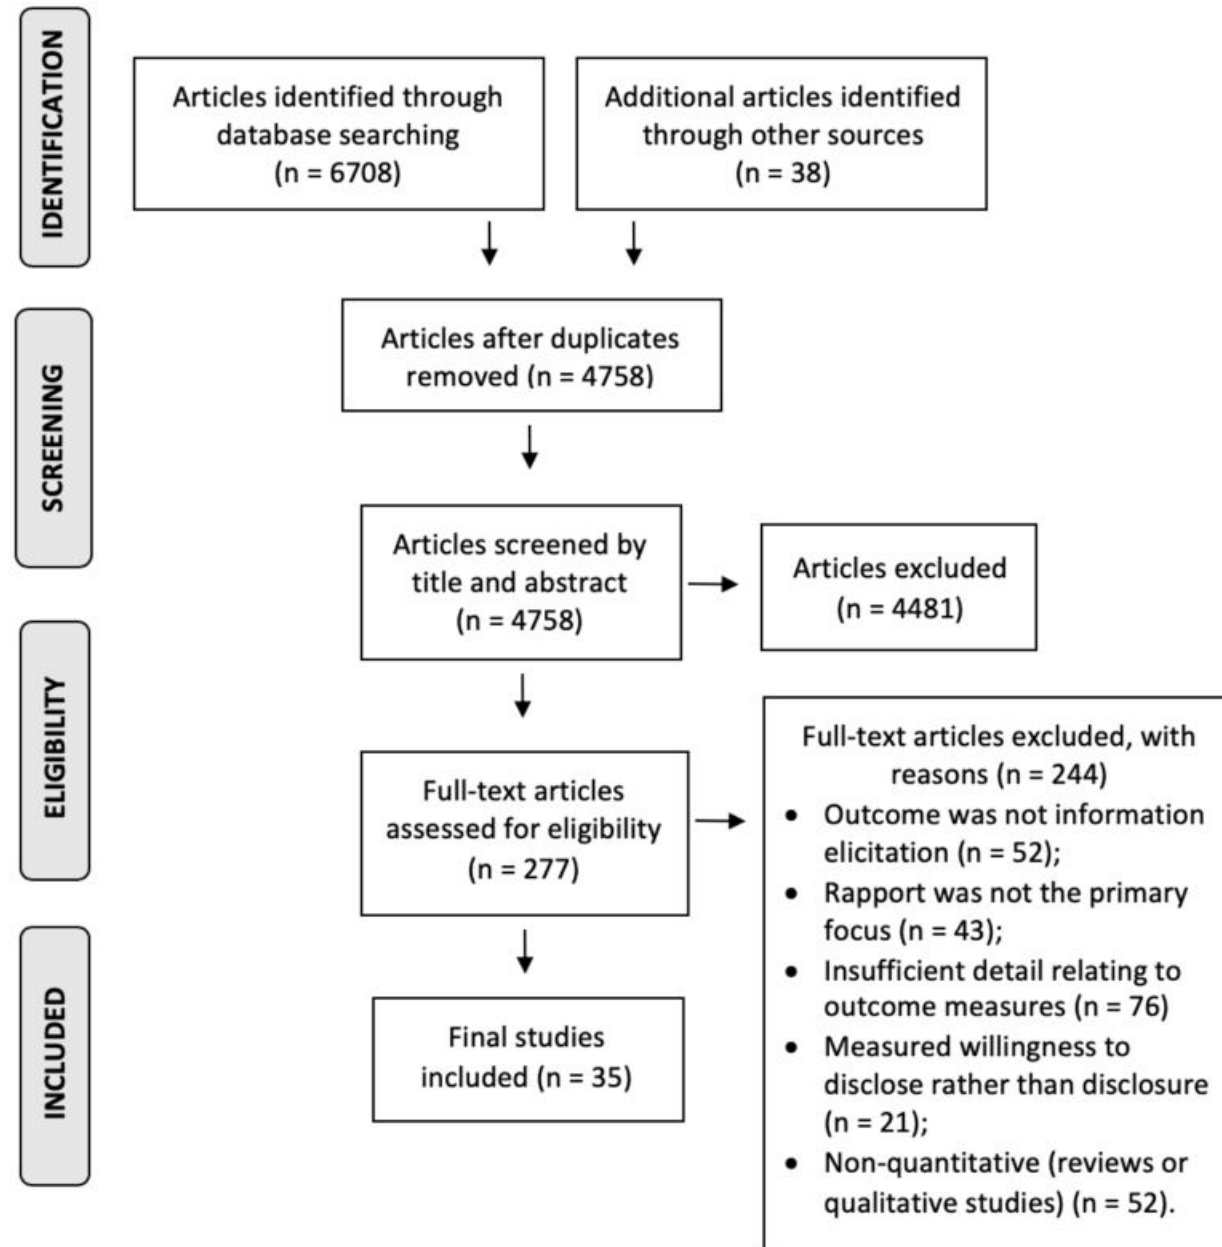 IDENTIFICATION
Articles identified through
database searching
(n = 6708)
Additional articles identified
through other sources
(n = 38)
SCREENING
Articles after duplicates
removed (n = 4758)
Articles screened by
title and abstract
(n = 4758)
Articles excluded
(n = 4481)
ELIGIBILITY
Full-text articles
assessed for eligibility
(n = 277)
Full-text articles excluded, with
reasons (n = 244)
• Outcome was not information
elicitation (n = 52);
• Rapport was not the primary
focus (n = 43);
• Insufficient detail relating to
outcome measures (n = 76)
• Measured willingness to
disclose rather than disclosure
(n = 21);
• Non-quantitative (reviews or
qualitative studies) (n = 52).
INCLUDED
Final studies
included (n = 35)